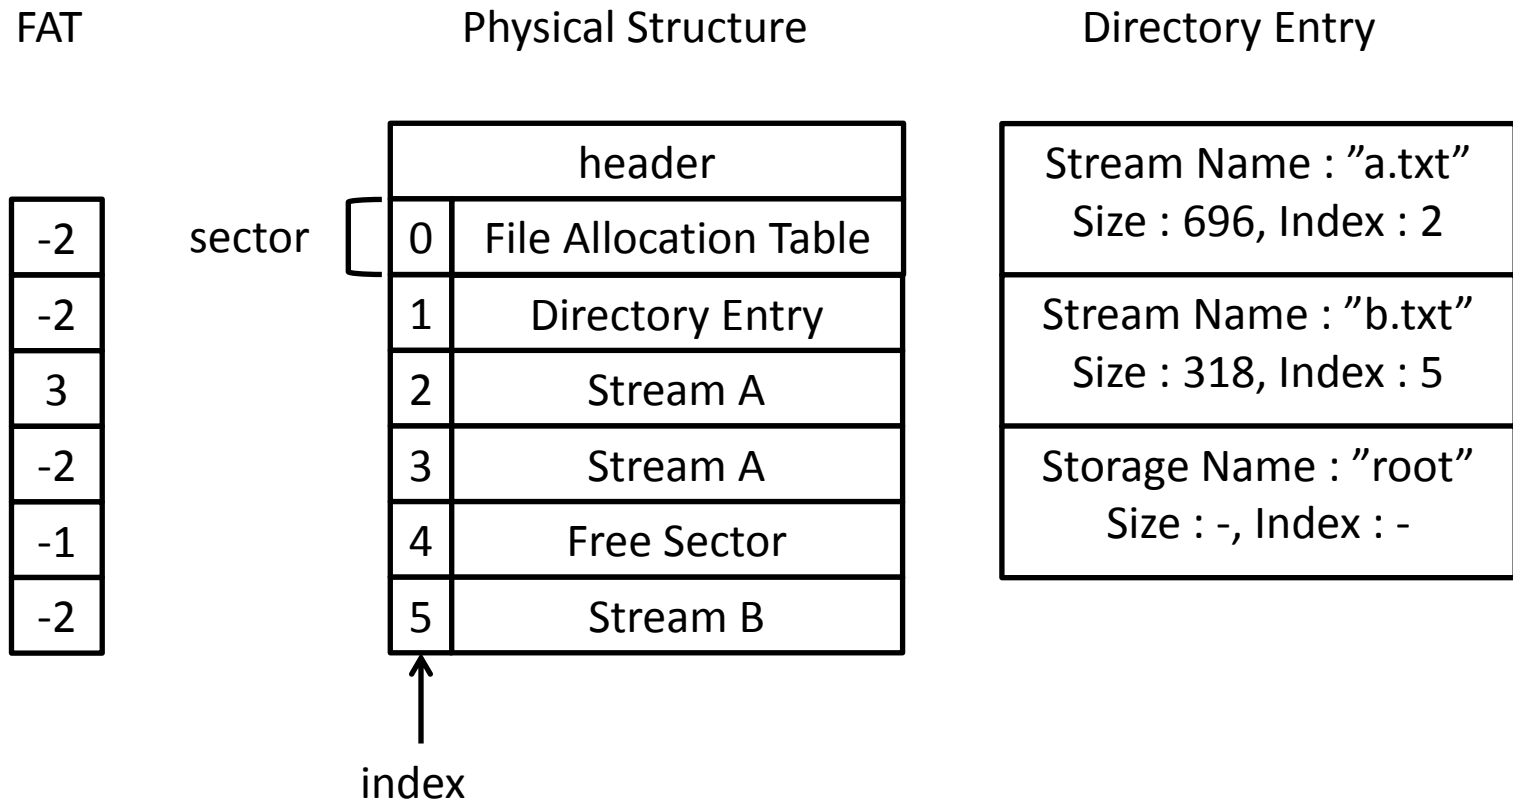 FAT
Physical Structure
Directory Entry
-2
-2
3
-2
-1
-2
sector
header
0 File Allocation Table
1 Directory Entry
2 Stream A
3 Stream A
4 Free Sector
5 Stream B
index
Stream Name : ”a.txt”
Size : 696, Index : 2
Stream Name : ”b.txt”
Size : 318, Index : 5
Storage Name : ”root”
Size : -, Index : -